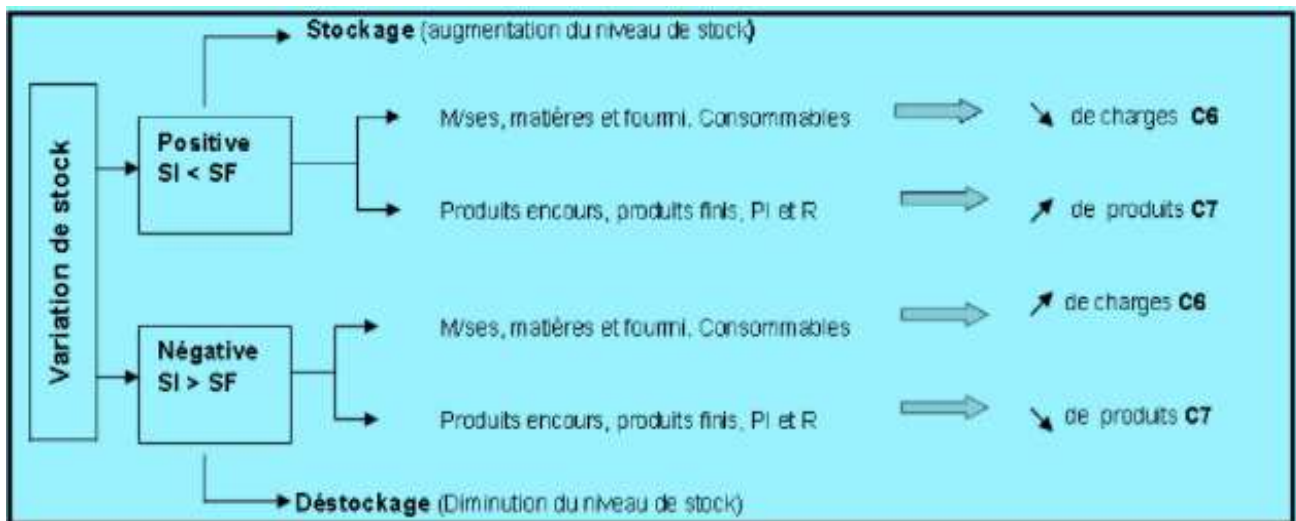 Stockage (augmentation du niveau de stock)
Variation de stock
Positive
SI < SF
M/ses, matières et fourni. Consommables
↘ de charges C6
Produits encours, produits finis, PI et R
↗ de produits C7
Négative
SI > SF
M/ses, matières et fourni. Consommables
↗ de charges C6
Produits encours, produits finis, PI et R
↘ de produits C7
Déstockage (Diminution du niveau de stock)